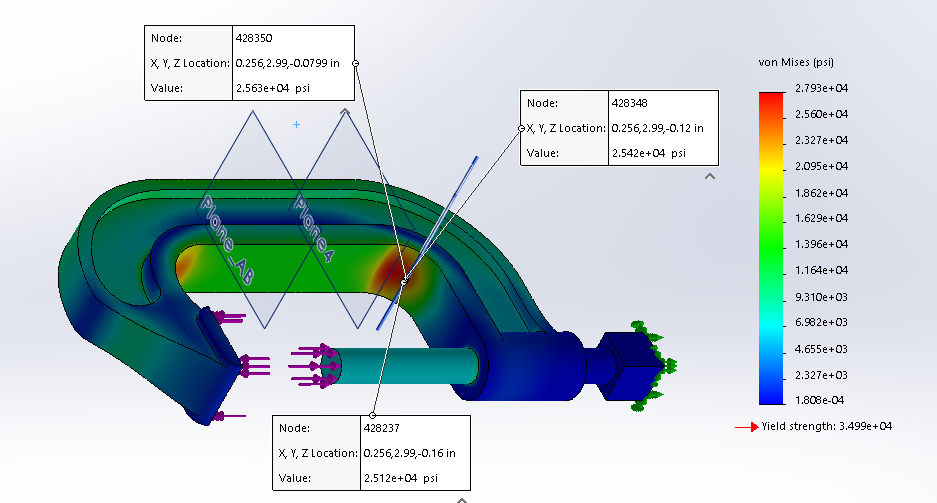 Node: 428350
X, Y, Z Location: 0.256,2.99,-0.0799 in
Value: 2.563e+04 psi
Node: 428348
X, Y, Z Location: 0.256,2.99,-0.12 in
Value: 2.542e+04 psi
von Mises (psi)
2.793e+04
2.560e+04
2.327e+04
2.095e+04
1.862e+04
1.629e+04
1.396e+04
1.164e+04
9.310e+03
6.982e+03
4.655e+03
2.327e+03
1.808e-04
Yield strength: 3.499e+04
Plane_AB
Plane4
Node: 428237
X, Y, Z Location: 0.256,2.99,-0.16 in
Value: 2.512e+04 psi